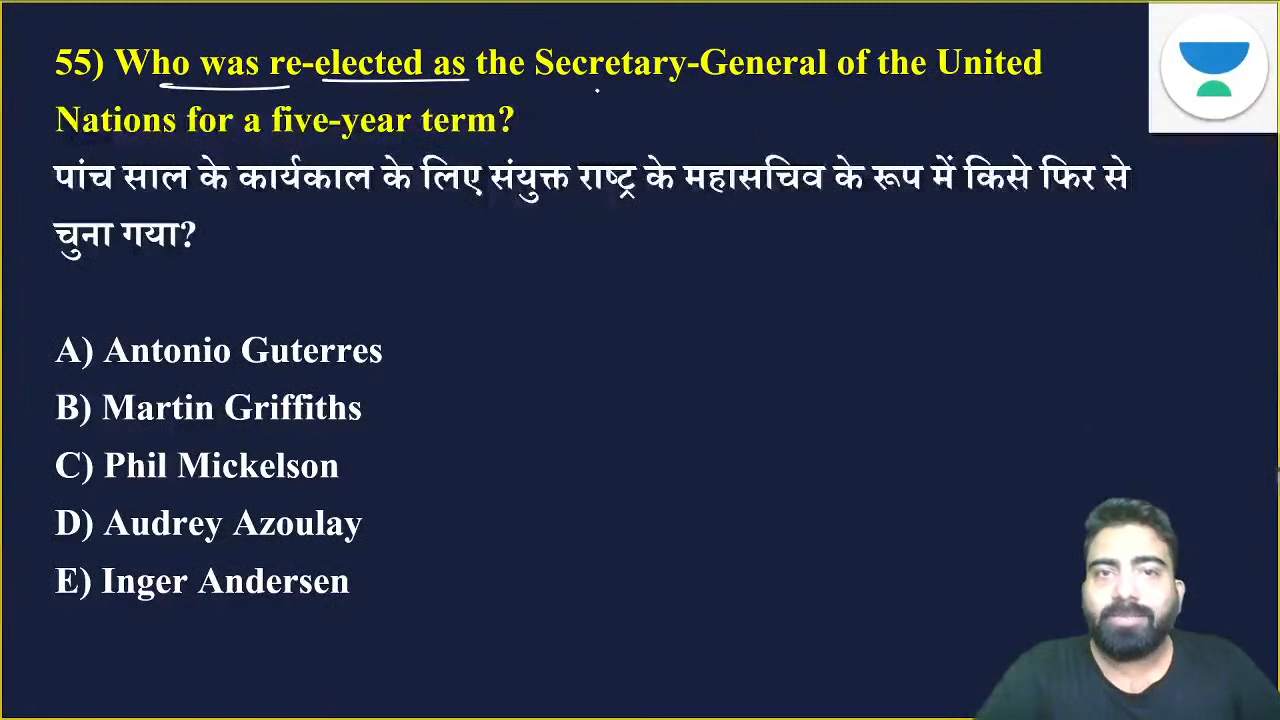 55) Who was re-elected as the Secretary-General of the United
Nations for a five-year term?
पांच साल के कार्यकाल के लिए संयुक्त राष्ट्र के महासचिव के रूप में किसे फिर से
चुना गया?
A) Antonio Guterres
B) Martin Griffiths
C) Phil Mickelson
D) Audrey Azoulay
E) Inger Andersen